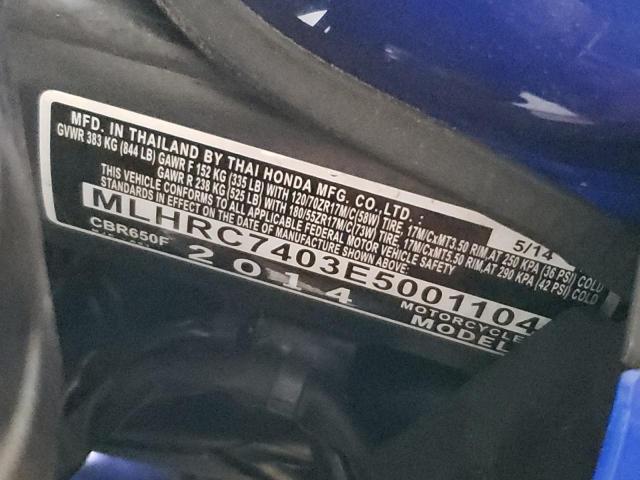 MFD. IN THAILAND BY THAI HONDA MFG. CO.,LTD. : 5/14
GVWR 383 KG (844 LB) GAWR F 152 KG (335 LB) WITH 120/70ZR17M/C(58W) TIRE 17M/CxMT3.50 RIM,AT 250 KPA (36 PSI) COLD
GAWR R 238 KG (525 LB) WITH 180/55ZR17M/C(73W) TIRE 17M/CxMT5.50 RIM,AT 290 KPA (42 PSI) COLD
THIS VEHICLE CONFORMS TO ALL APPLICABLE FEDERAL MOTOR VEHICLE SAFETY
STANDARDS IN EFFECT ON THE DATE OF MANUFACTURE SHOWN ABOVE.
MLHRC7403E5001104
CBR650F MOTORCYCLE
2014 MODEL